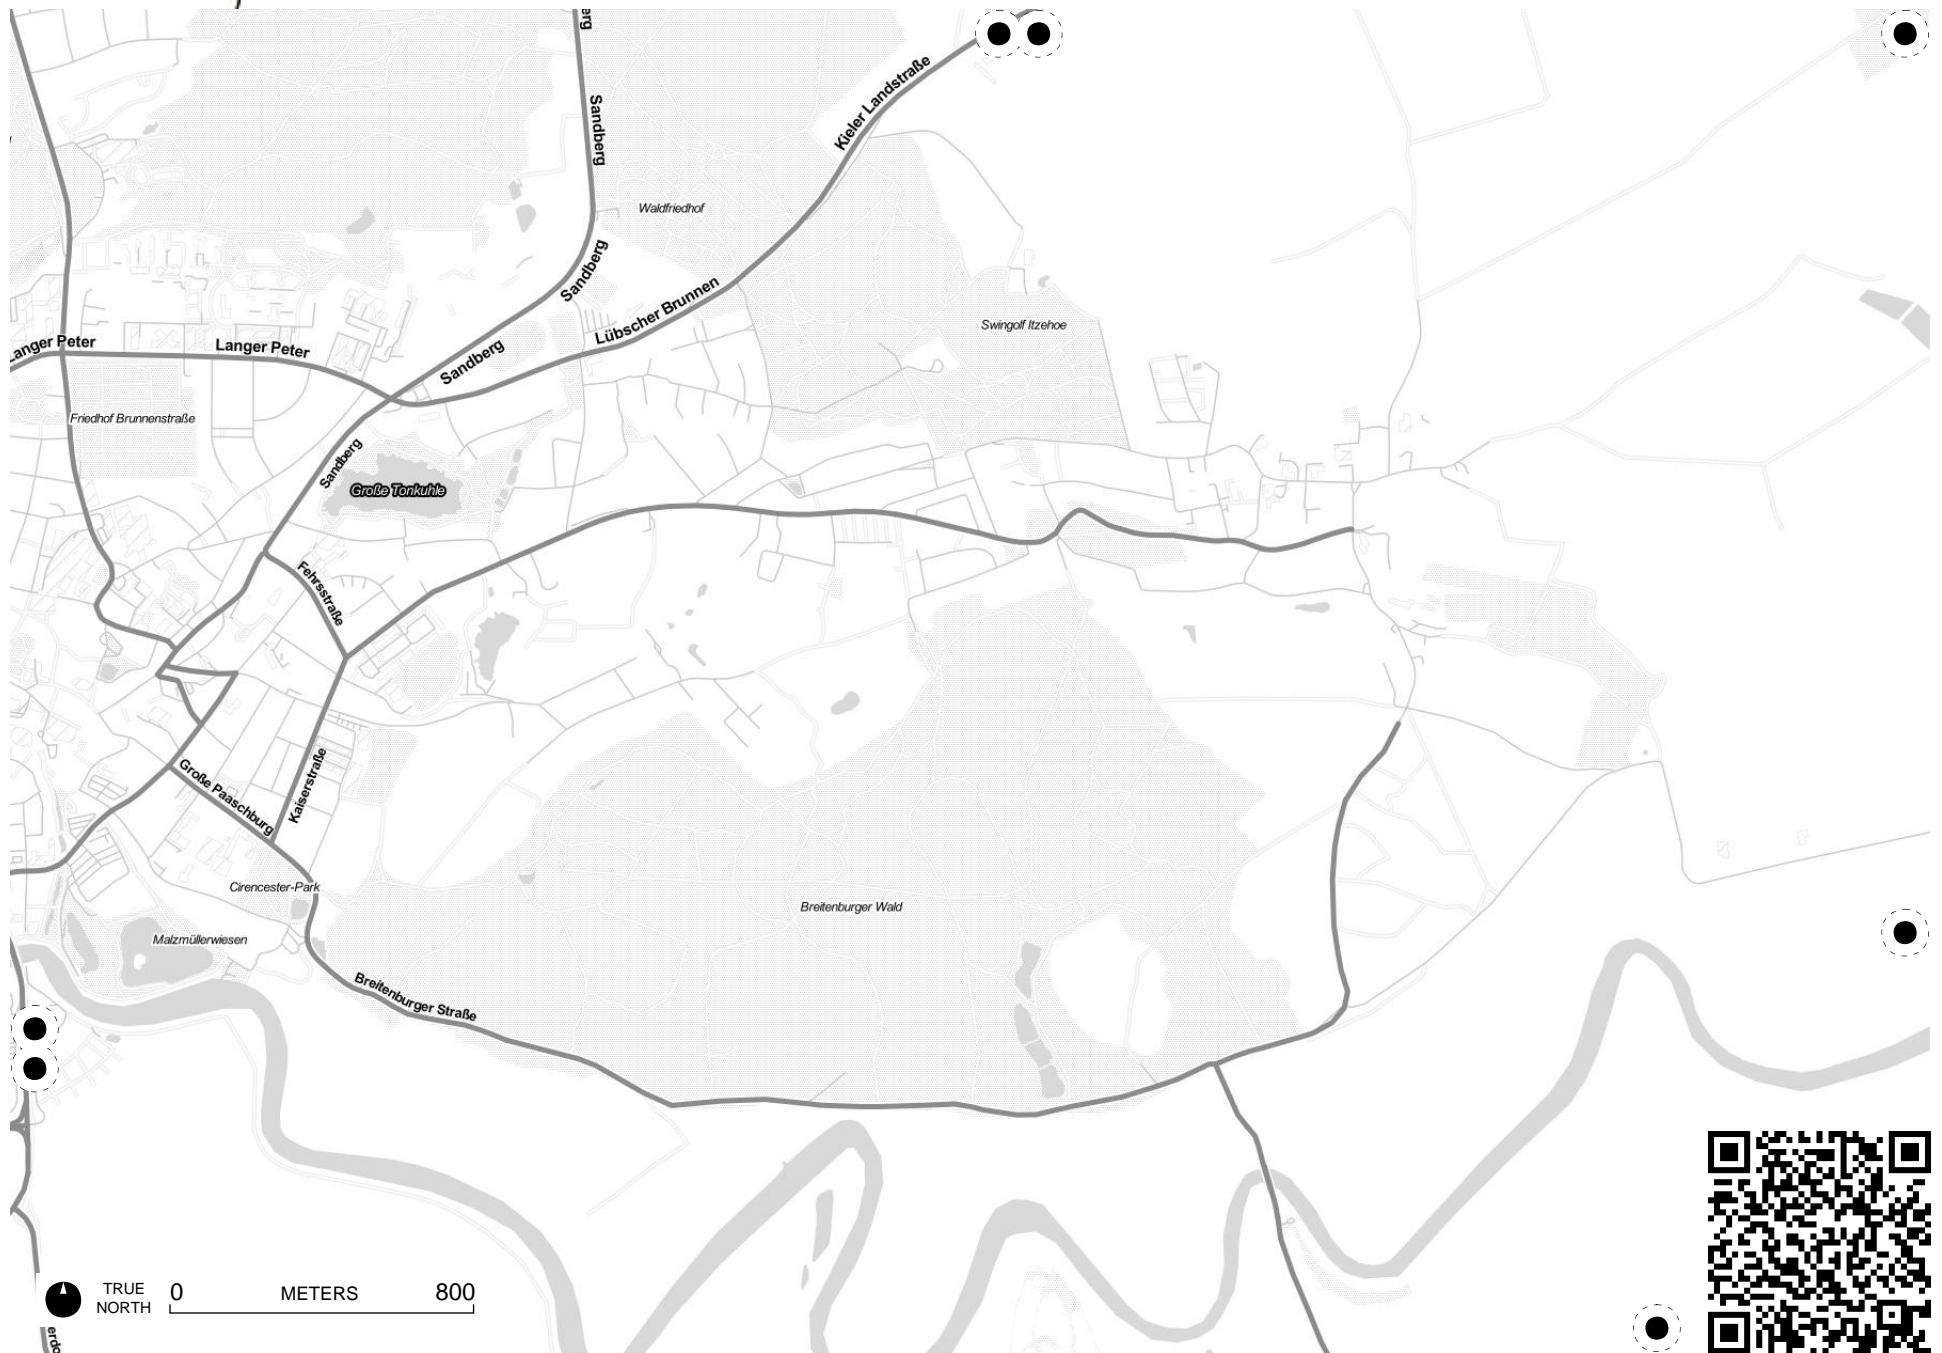 Sandberg
Kieler Landstraße
Waldfriedhof
Sandberg
Lübscher Brunnen
Swingolf Itzehoe
Langer Peter
Langer Peter
Sandberg
Friedhof Brunnenstraße
Sandberg
Große Tonkuhle
Fehrsstraße
Große Paaschburg
Kaiserstraße
Cirencester-Park
Breitenburger Wald
Malzmüllerwiesen
Breitenburger Straße
TRUE
NORTH
0 METERS 800